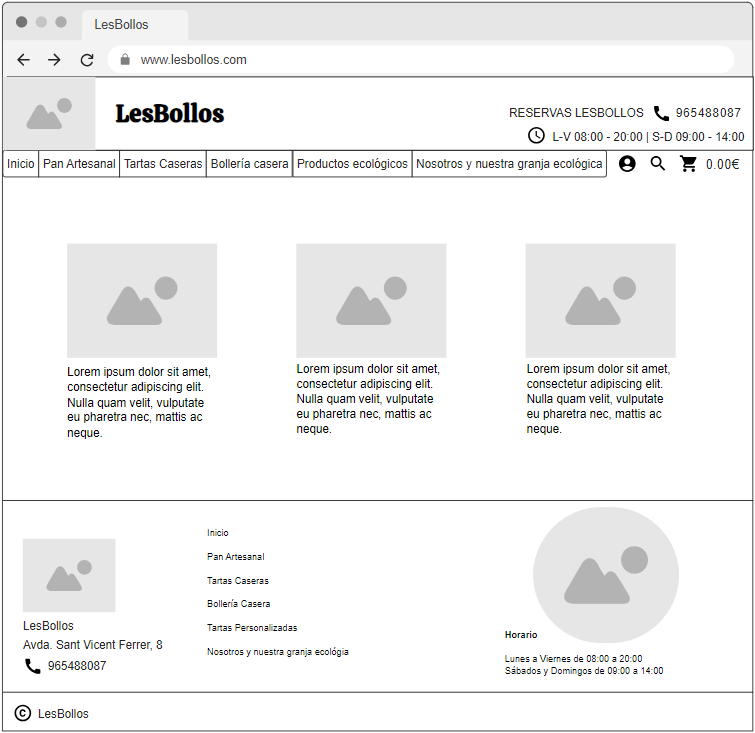 LesBollos
www.lesbollos.com
LesBollos
RESERVAS LESBOLLOS 965488087
L-V 08:00 - 20:00 | S-D 09:00 - 14:00
Inicio Pan Artesanal Tartas Caseras Bollería casera Productos ecológicos Nosotros y nuestra granja ecológica 0.00€
Lorem ipsum dolor sit amet,
consectetur adipiscing elit.
Nulla quam velit, vulputate
eu pharetra nec, mattis ac
neque.
Lorem ipsum dolor sit amet,
consectetur adipiscing elit.
Nulla quam velit, vulputate
eu pharetra nec, mattis ac
neque.
Lorem ipsum dolor sit amet,
consectetur adipiscing elit.
Nulla quam velit, vulputate
eu pharetra nec, mattis ac
neque.
LesBollos
Avda. Sant Vicent Ferrer, 8
965488087
Inicio
Pan Artesanal
Tartas Caseras
Bollería Casera
Tartas Personalizadas
Nosotros y nuestra granja ecológia
Horario
Lunes a Viernes de 08:00 a 20:00
Sábados y Domingos de 09:00 a 14:00
© LesBollos